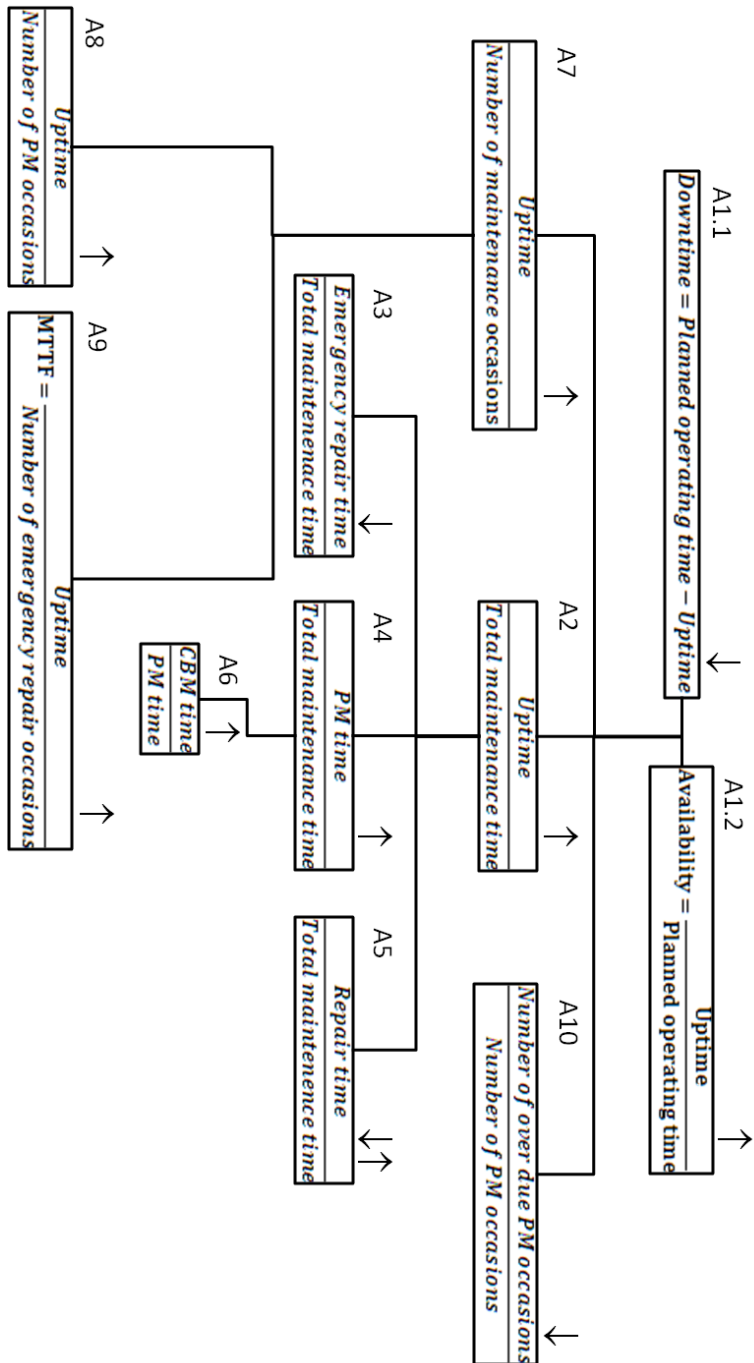 A1.1
Downtime = Planned operating time − Uptime
A1.2
Availability =
Uptime
Planned operating time
A7
Uptime
Number of maintenance occasions
A2
Uptime
Total maintenance time
A10
Number of over due PM occasions
Number of PM occasions
A3
Emergency repair time
Total maintenenace time
A4
PM time
Total maintenance time
A5
Repair time
Total maintenence time
A6
CBM time
PM time
A8
Uptime
Number of PM occasions
A9
MTTF =
Uptime
Number of emergency repair occasions